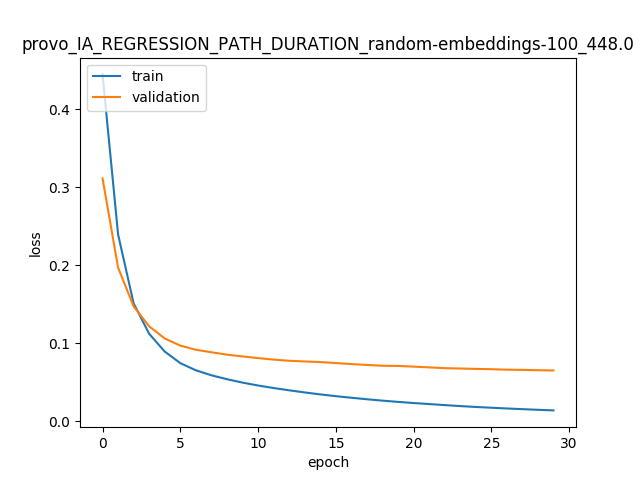 provo_IA_REGRESSION_PATH_DURATION_random-embeddings-100_448.0
train
validation
0.4
0.3
0.2
0.1
0.0
loss
0 5 10 15 20 25 30
epoch